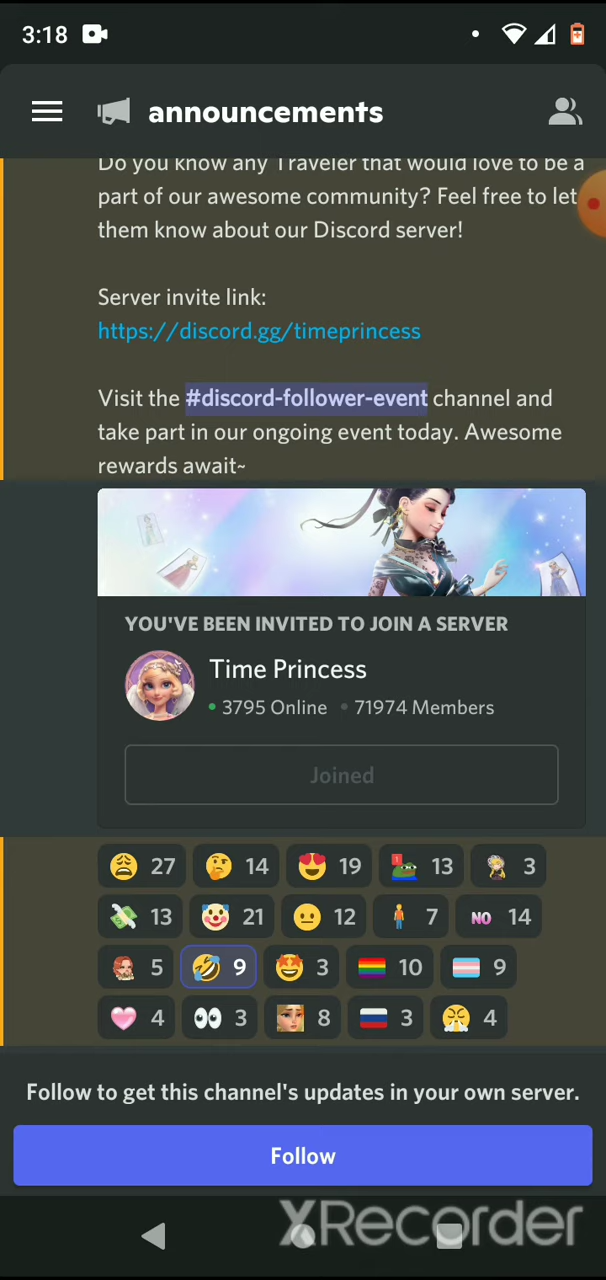 3:18
announcements
Do you know any Traveler that would love to be a
part of our awesome community? Feel free to let
them know about our Discord server!
Server invite link:
https://discord.gg/timeprincess
Visit the #discord-follower-event channel and
take part in our ongoing event today. Awesome
rewards await~
YOU'VE BEEN INVITED TO JOIN A SERVER
Time Princess
3795 Online 71974 Members
Joined
27 14 19 13 3
13 21 12 7 NO 14
5 9 3 10 9
4 3 8 3 4
Follow to get this channel's updates in your own server.
Follow
XRecorder